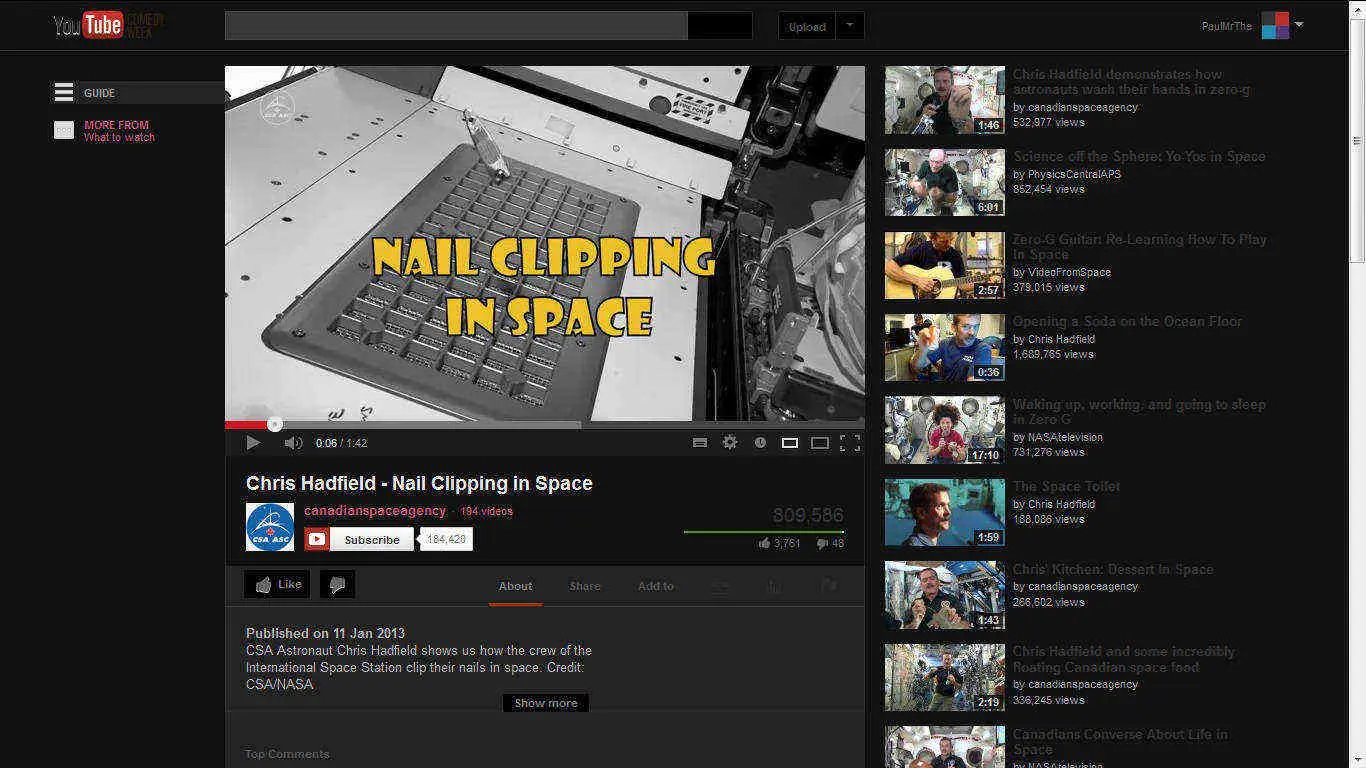 YouTube COMEDY WEEK
Upload
PaulMrThe
GUIDE
MORE FROM
What to watch
CSA ASC
NAIL CLIPPING
IN SPACE
0:06 / 1:42
Chris Hadfield - Nail Clipping in Space
canadianspaceagency · 194 videos
CSA ASC
Subscribe
184,420
809,586
3,761
48
Like
About
Share
Add to
Published on 11 Jan 2013
CSA Astronaut Chris Hadfield shows us how the crew of the
International Space Station clip their nails in space. Credit:
CSA/NASA
Show more
Top Comments
1:46
Chris Hadfield demonstrates how
astronauts wash their hands in zero-g
by canadianspaceagency
532,977 views
6:01
Science off the Sphere: Yo-Yos in Space
by PhysicsCentralAPS
852,454 views
2:57
Zero-G Guitar: Re-Learning How To Play
In Space
by VideoFromSpace
379,015 views
0:36
Opening a Soda on the Ocean Floor
by Chris Hadfield
1,689,765 views
17:10
Waking up, working, and going to sleep
in Zero G
by NASAtelevision
731,276 views
1:59
The Space Toilet
by Chris Hadfield
188,086 views
1:43
Chris' Kitchen: Dessert In Space
by canadianspaceagency
266,602 views
2:19
Chris Hadfield and some incredibly
floating Canadian space food
by canadianspaceagency
336,245 views
Canadians Converse About Life in
Space
by NASAtelevision